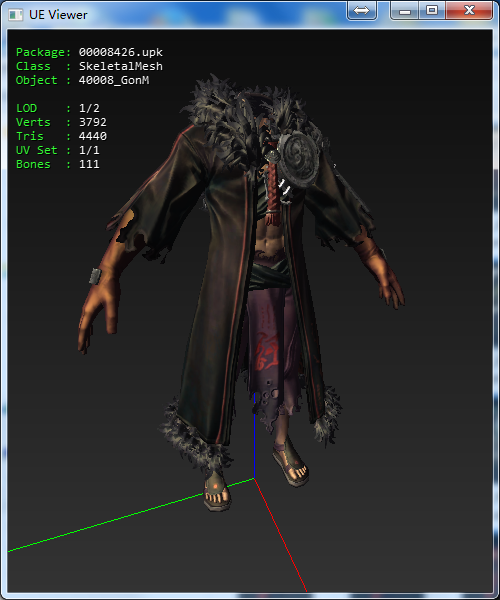 UE Viewer
Package: 00008426.upk
Class : SkeletalMesh
Object : 40008_GonM
LOD : 1/2
Verts : 3792
Tris : 4440
UV Set : 1/1
Bones : 111